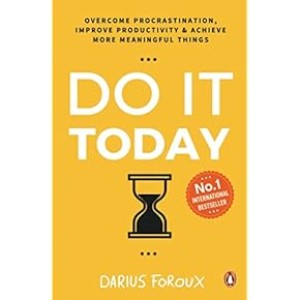 OVERCOME PROCRASTINATION,
IMPROVE PRODUCTIVITY & ACHIEVE
MORE MEANINGFUL THINGS
DO IT
TODAY
No.1
INTERNATIONAL
BESTSELLER
DARIUS FOROUX